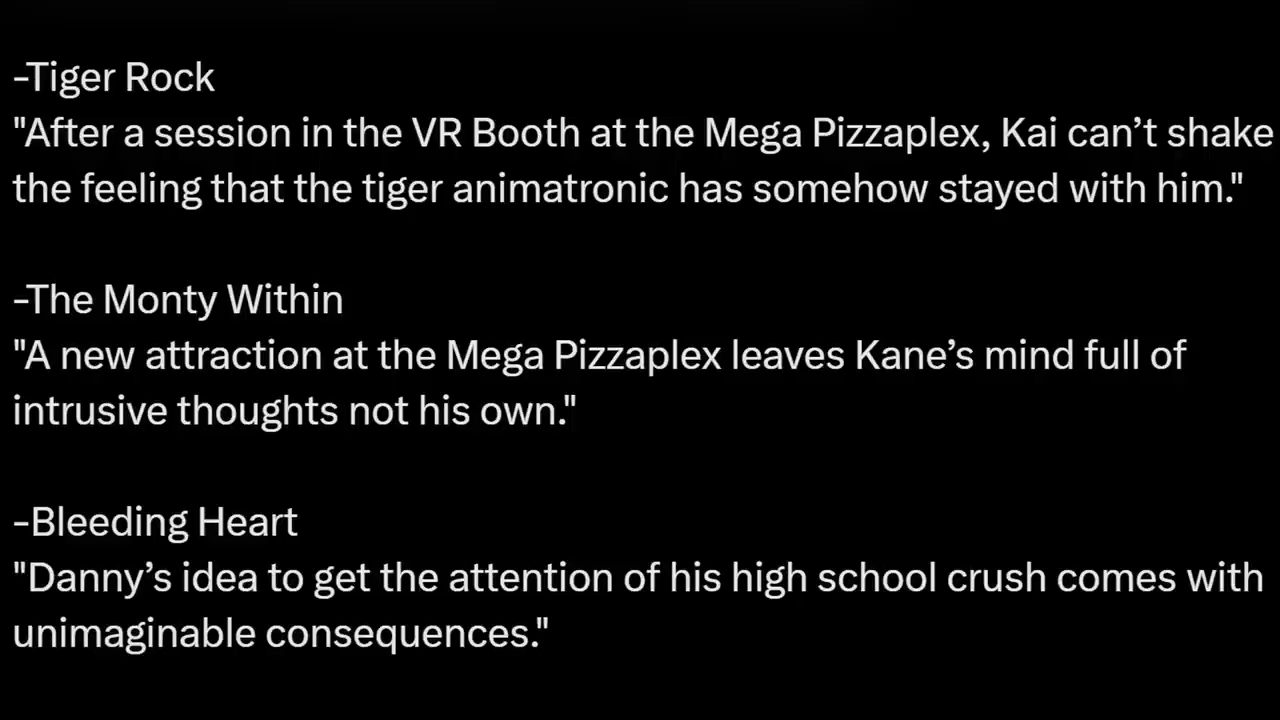 -Tiger Rock
"After a session in the VR Booth at the Mega Pizzaplex, Kai can’t shake
the feeling that the tiger animatronic has somehow stayed with him."
-The Monty Within
"A new attraction at the Mega Pizzaplex leaves Kane’s mind full of
intrusive thoughts not his own."
-Bleeding Heart
"Danny’s idea to get the attention of his high school crush comes with
unimaginable consequences."